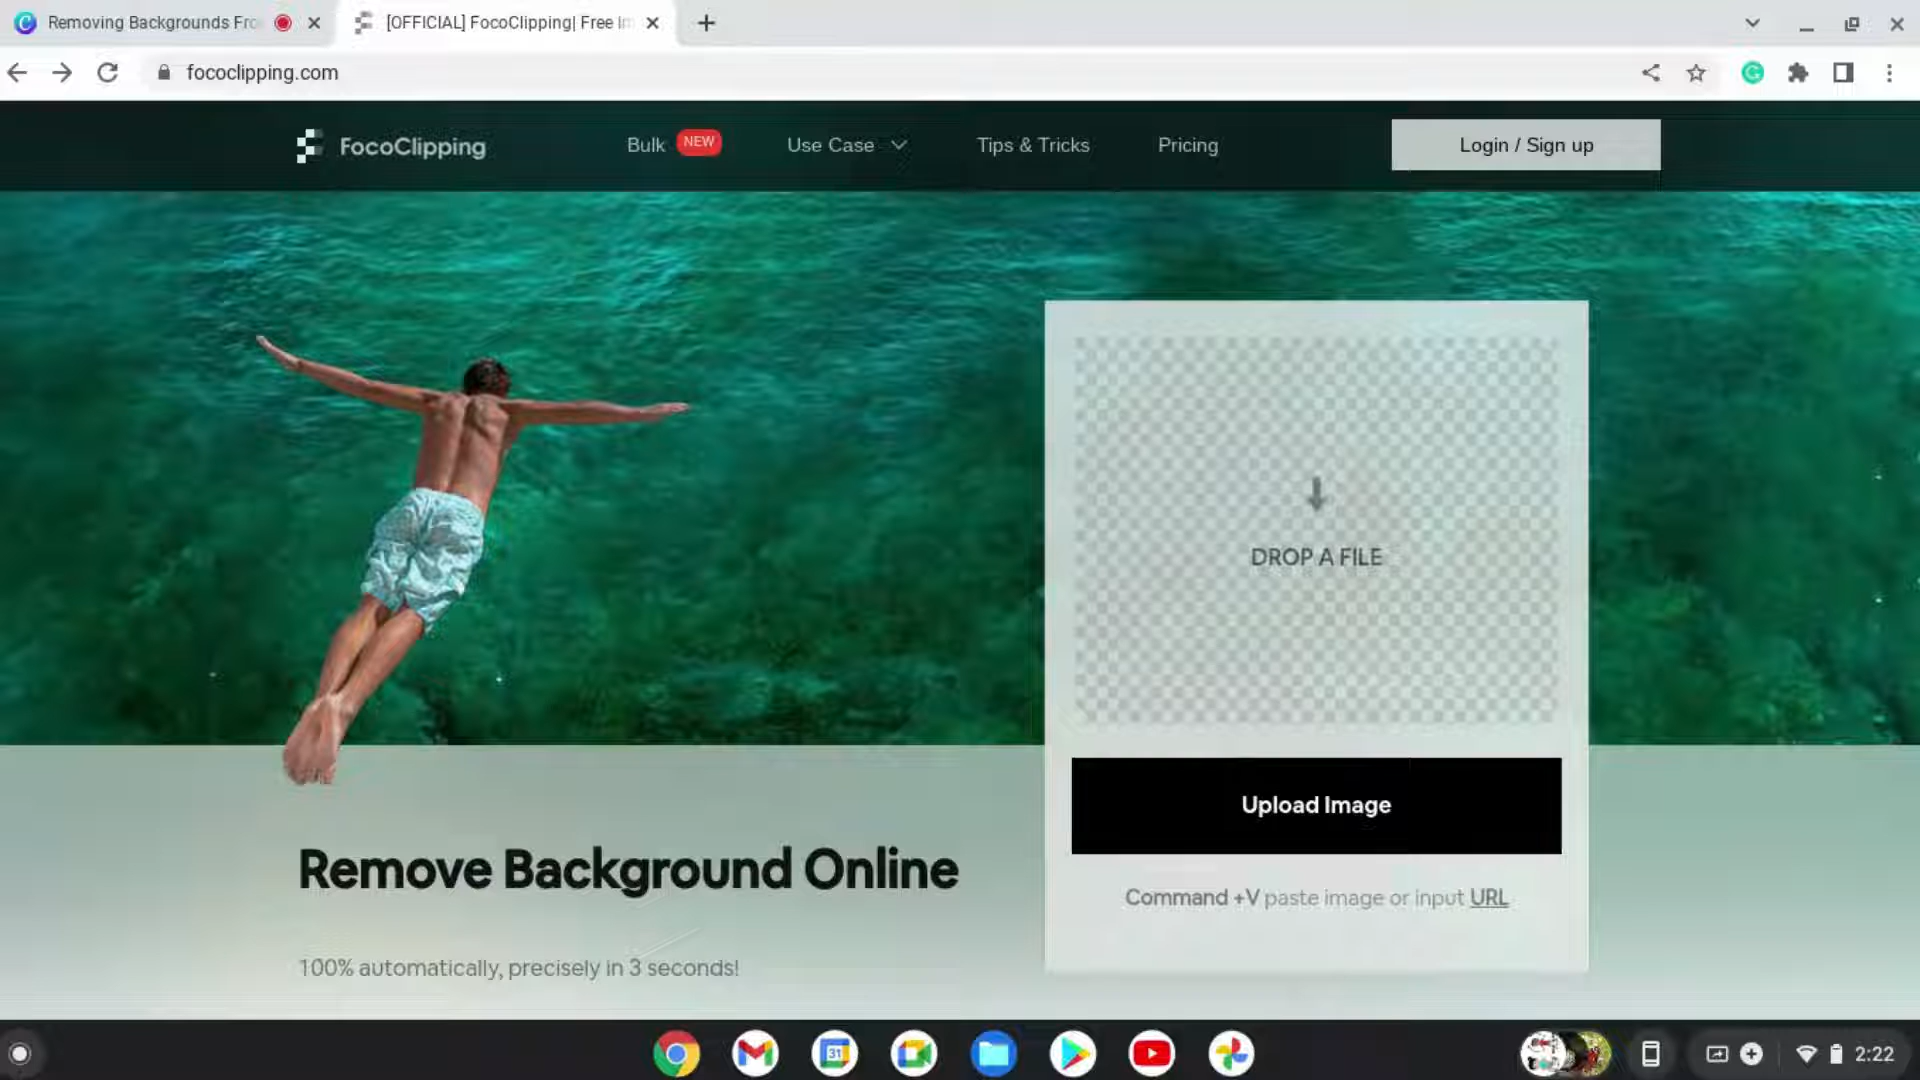 Removing Backgrounds Fro
[OFFICIAL] FocoClipping| Free Im
fococlipping.com
FocoClipping
Bulk
NEW
Use Case
Tips & Tricks
Pricing
Login / Sign up
DROP A FILE
Upload Image
Command +V paste image or input URL
Remove Background Online
100% automatically, precisely in 3 seconds!
31
2:22